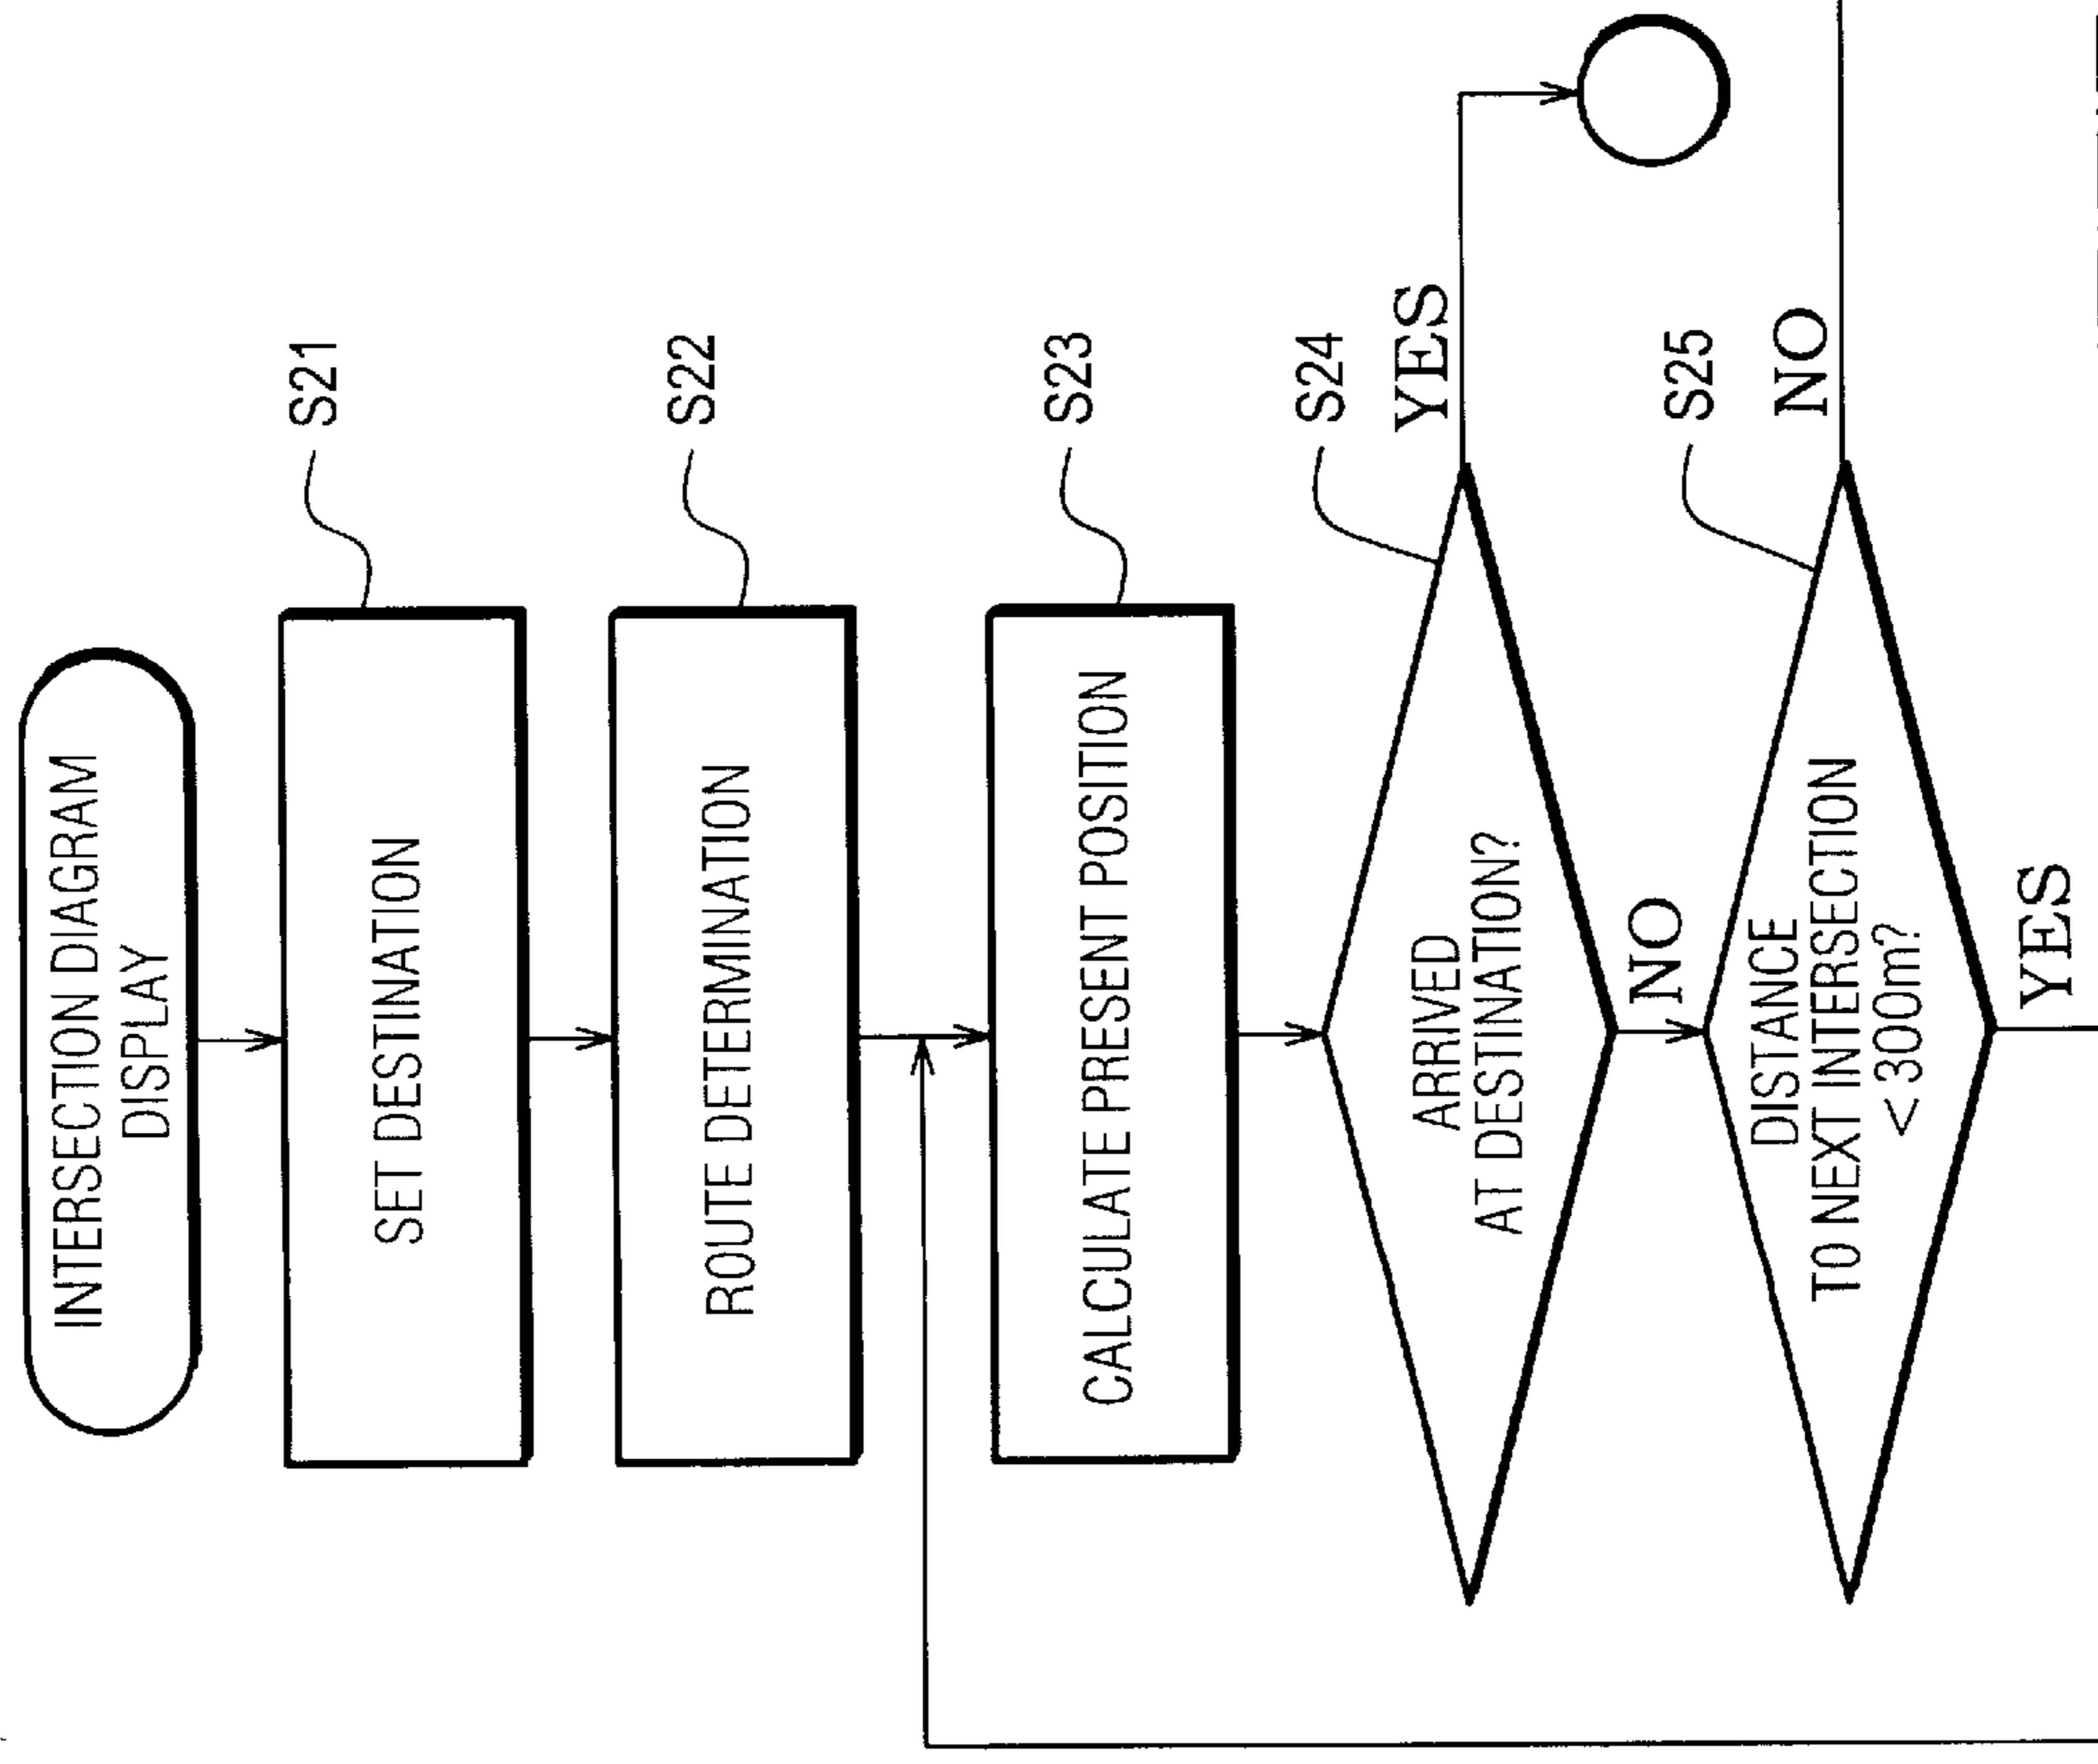 INTERSECTION DIAGRAM
DISPLAY
S21
SET DESTINATION
S22
ROUTE DETERMINATION
S23
CALCULATE PRESENT POSITION
S24
YES
ARRIVED
AT DESTINATION?
NO
S25
NO
DISTANCE
TO NEXT INTERSECTION
<300m?
YES